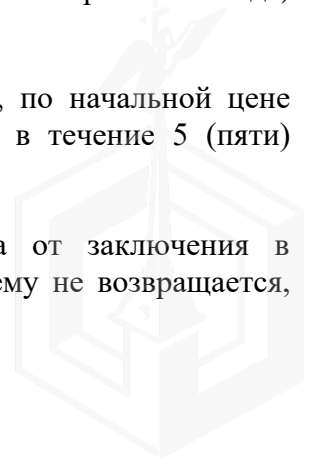 , по начальной цене
в течение 5 (пяти)
а от заключения в
ему не возвращается,